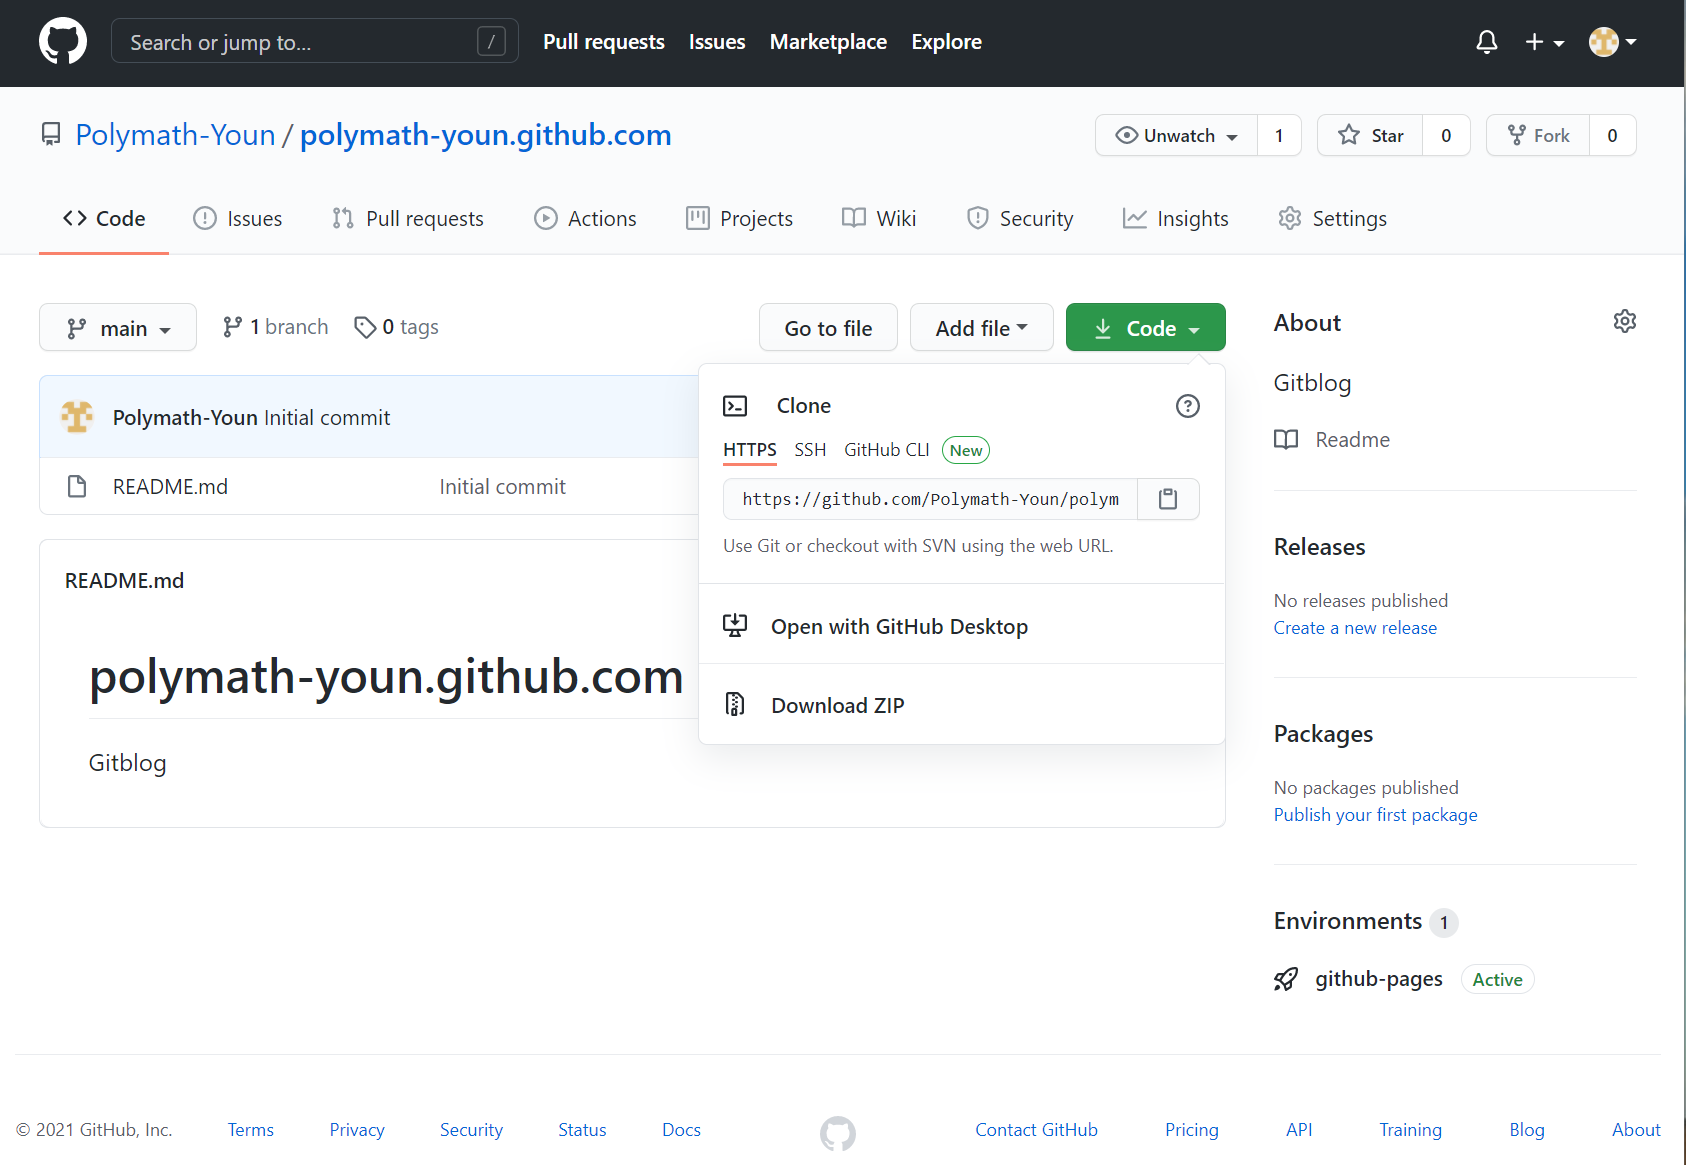 Search or jump to... /
Pull requests Issues Marketplace Explore
Polymath-Youn / polymath-youn.github.com
Unwatch 1 Star 0 Fork 0
Code Issues Pull requests Actions Projects Wiki Security Insights Settings
main 1 branch 0 tags
Go to file Add file Code
Polymath-Youn Initial commit
README.md Initial commit
README.md
polymath-youn.github.com
Gitblog
Clone
HTTPS SSH GitHub CLI New
https://github.com/Polymath-Youn/polym
Use Git or checkout with SVN using the web URL.
Open with GitHub Desktop
Download ZIP
About
Gitblog
Readme
Releases
No releases published
Create a new release
Packages
No packages published
Publish your first package
Environments 1
github-pages Active
© 2021 GitHub, Inc. Terms Privacy Security Status Docs Contact GitHub Pricing API Training Blog About